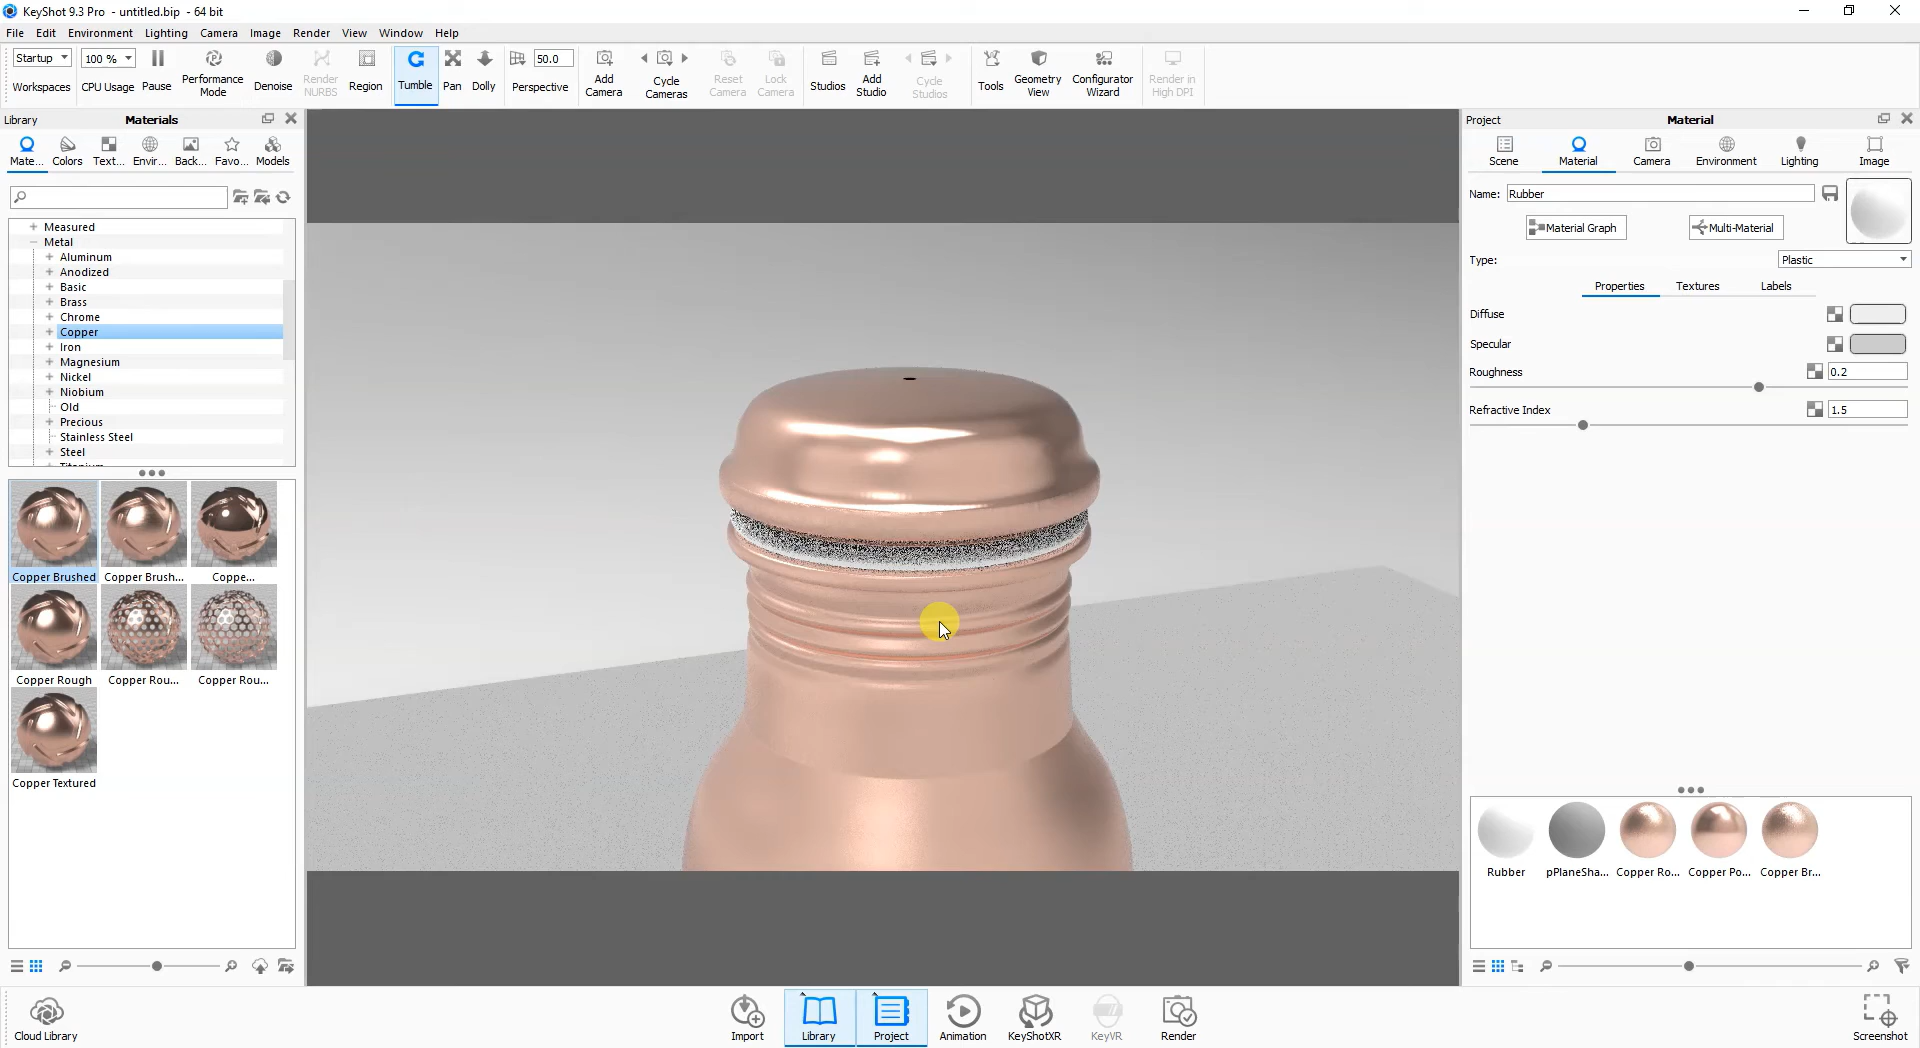 KeyShot 9.3 Pro - untitled.bip - 64 bit
File Edit Environment Lighting Camera Image Render View Window Help
Startup 100 % 50.0
Workspaces CPU Usage Pause Performance Mode Denoise Render NURBS Region Tumble Pan Dolly Perspective Add Camera Cycle Cameras Reset Camera Lock Camera Studios Add Studio Cycle Studios Tools Geometry View Configurator Wizard Render in High DPI
Library Materials
Mate... Colors Text... Envir... Back... Favo... Models
Measured
Metal
Aluminum
Anodized
Basic
Brass
Chrome
Copper
Iron
Magnesium
Nickel
Niobium
Old
Precious
Stainless Steel
Steel
Copper Brushed Copper Brush... Coppe...
Copper Rough Copper Rou... Copper Rou...
Copper Textured
Project Material
Scene Material Camera Environment Lighting Image
Name: Rubber
Material Graph Multi-Material
Type: Plastic
Properties Textures Labels
Diffuse
Specular
Roughness 0.2
Refractive Index 1.5
Rubber pPlaneSha... Copper Ro... Copper Po... Copper Br...
Cloud Library Import Library Project Animation KeyShotXR KeyVR Render Screenshot